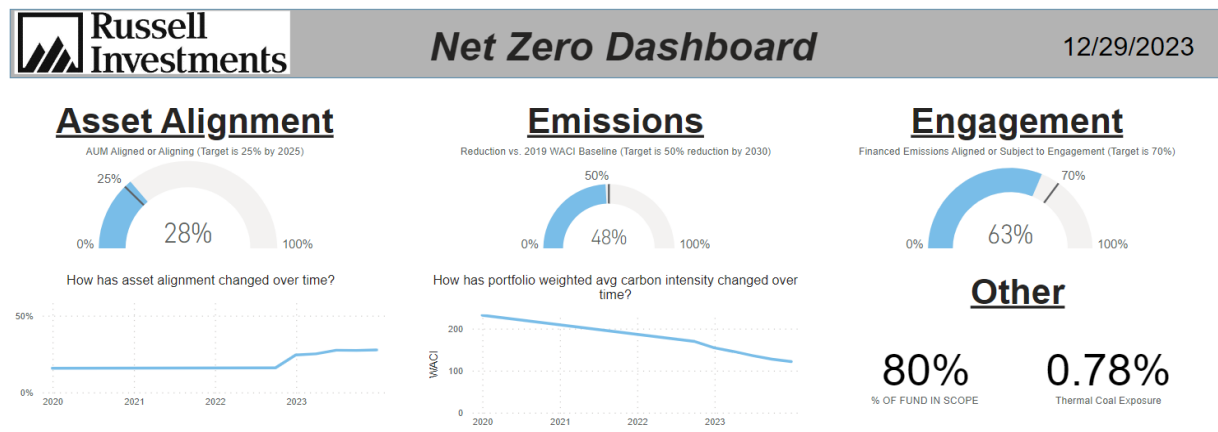 Russell
Investments
Net Zero Dashboard
12/29/2023
Asset Alignment
AUM Aligned or Aligning (Target is 25% by 2025)
25%
28%
0%
100%
How has asset alignment changed over time?
50%
0%
2020
2021
2022
2023
Emissions
Reduction vs. 2019 WACI Baseline (Target is 50% reduction by 2030)
50%
48%
0%
100%
How has portfolio weighted avg carbon intensity changed over
time?
WACI
200
100
0
2020
2021
2022
2023
Engagement
Financed Emissions Aligned or Subject to Engagement (Target is 70%)
70%
63%
0%
100%
Other
80%
% OF FUND IN SCOPE
0.78%
Thermal Coal Exposure